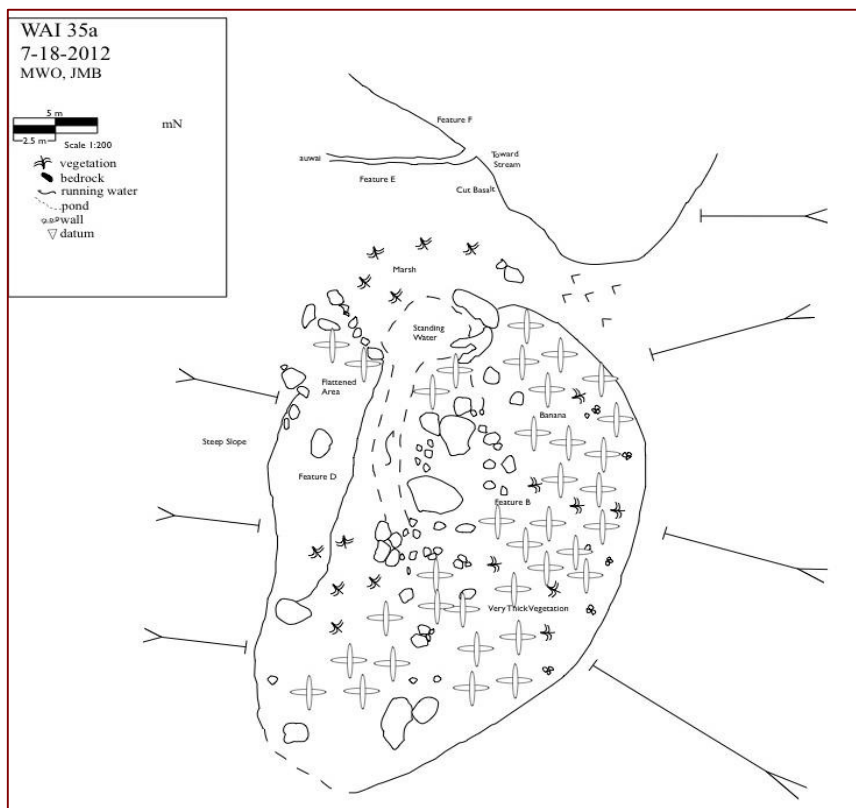 WAI 35a
7-18-2012
MWO, JMB
5 m
mN
2.5 m
Scale 1:200
vegetation
bedrock
running water
pond
wall
datum
Feature F
auwai
Toward
Stream
Feature E
Cut Basalt
Marsh
Standing
Water
Flattened
Area
Banana
Steep Slope
Feature D
Feature B
Very Thick Vegetation